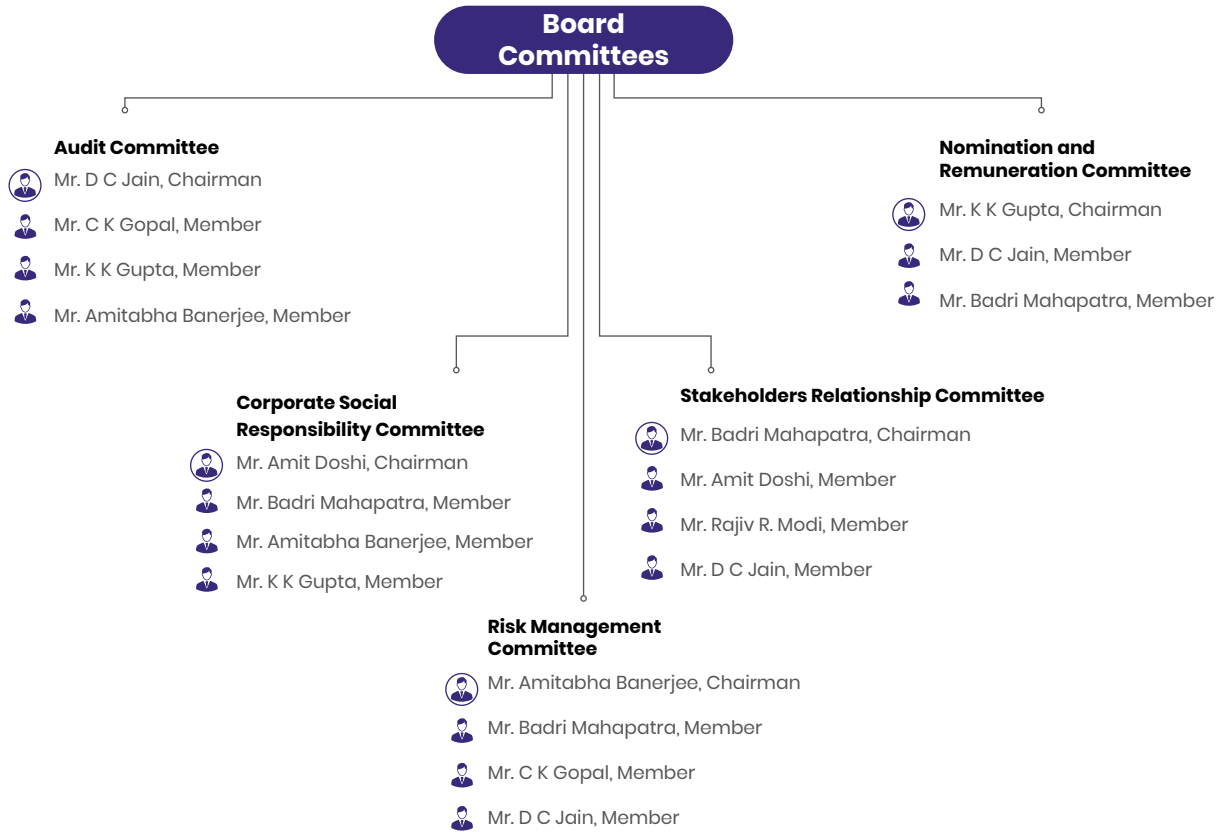 Board
Committees
Audit Committee
Mr. D C Jain, Chairman
Mr. C K Gopal, Member
Mr. K K Gupta, Member
Mr. Amitabha Banerjee, Member
Nomination and
Remuneration Committee
Mr. K K Gupta, Chairman
Mr. D C Jain, Member
Mr. Badri Mahapatra, Member
Corporate Social
Responsibility Committee
Mr. Amit Doshi, Chairman
Mr. Badri Mahapatra, Member
Mr. Amitabha Banerjee, Member
Mr. K K Gupta, Member
Stakeholders Relationship Committee
Mr. Badri Mahapatra, Chairman
Mr. Amit Doshi, Member
Mr. Rajiv R. Modi, Member
Mr. D C Jain, Member
Risk Management
Committee
Mr. Amitabha Banerjee, Chairman
Mr. Badri Mahapatra, Member
Mr. C K Gopal, Member
Mr. D C Jain, Member